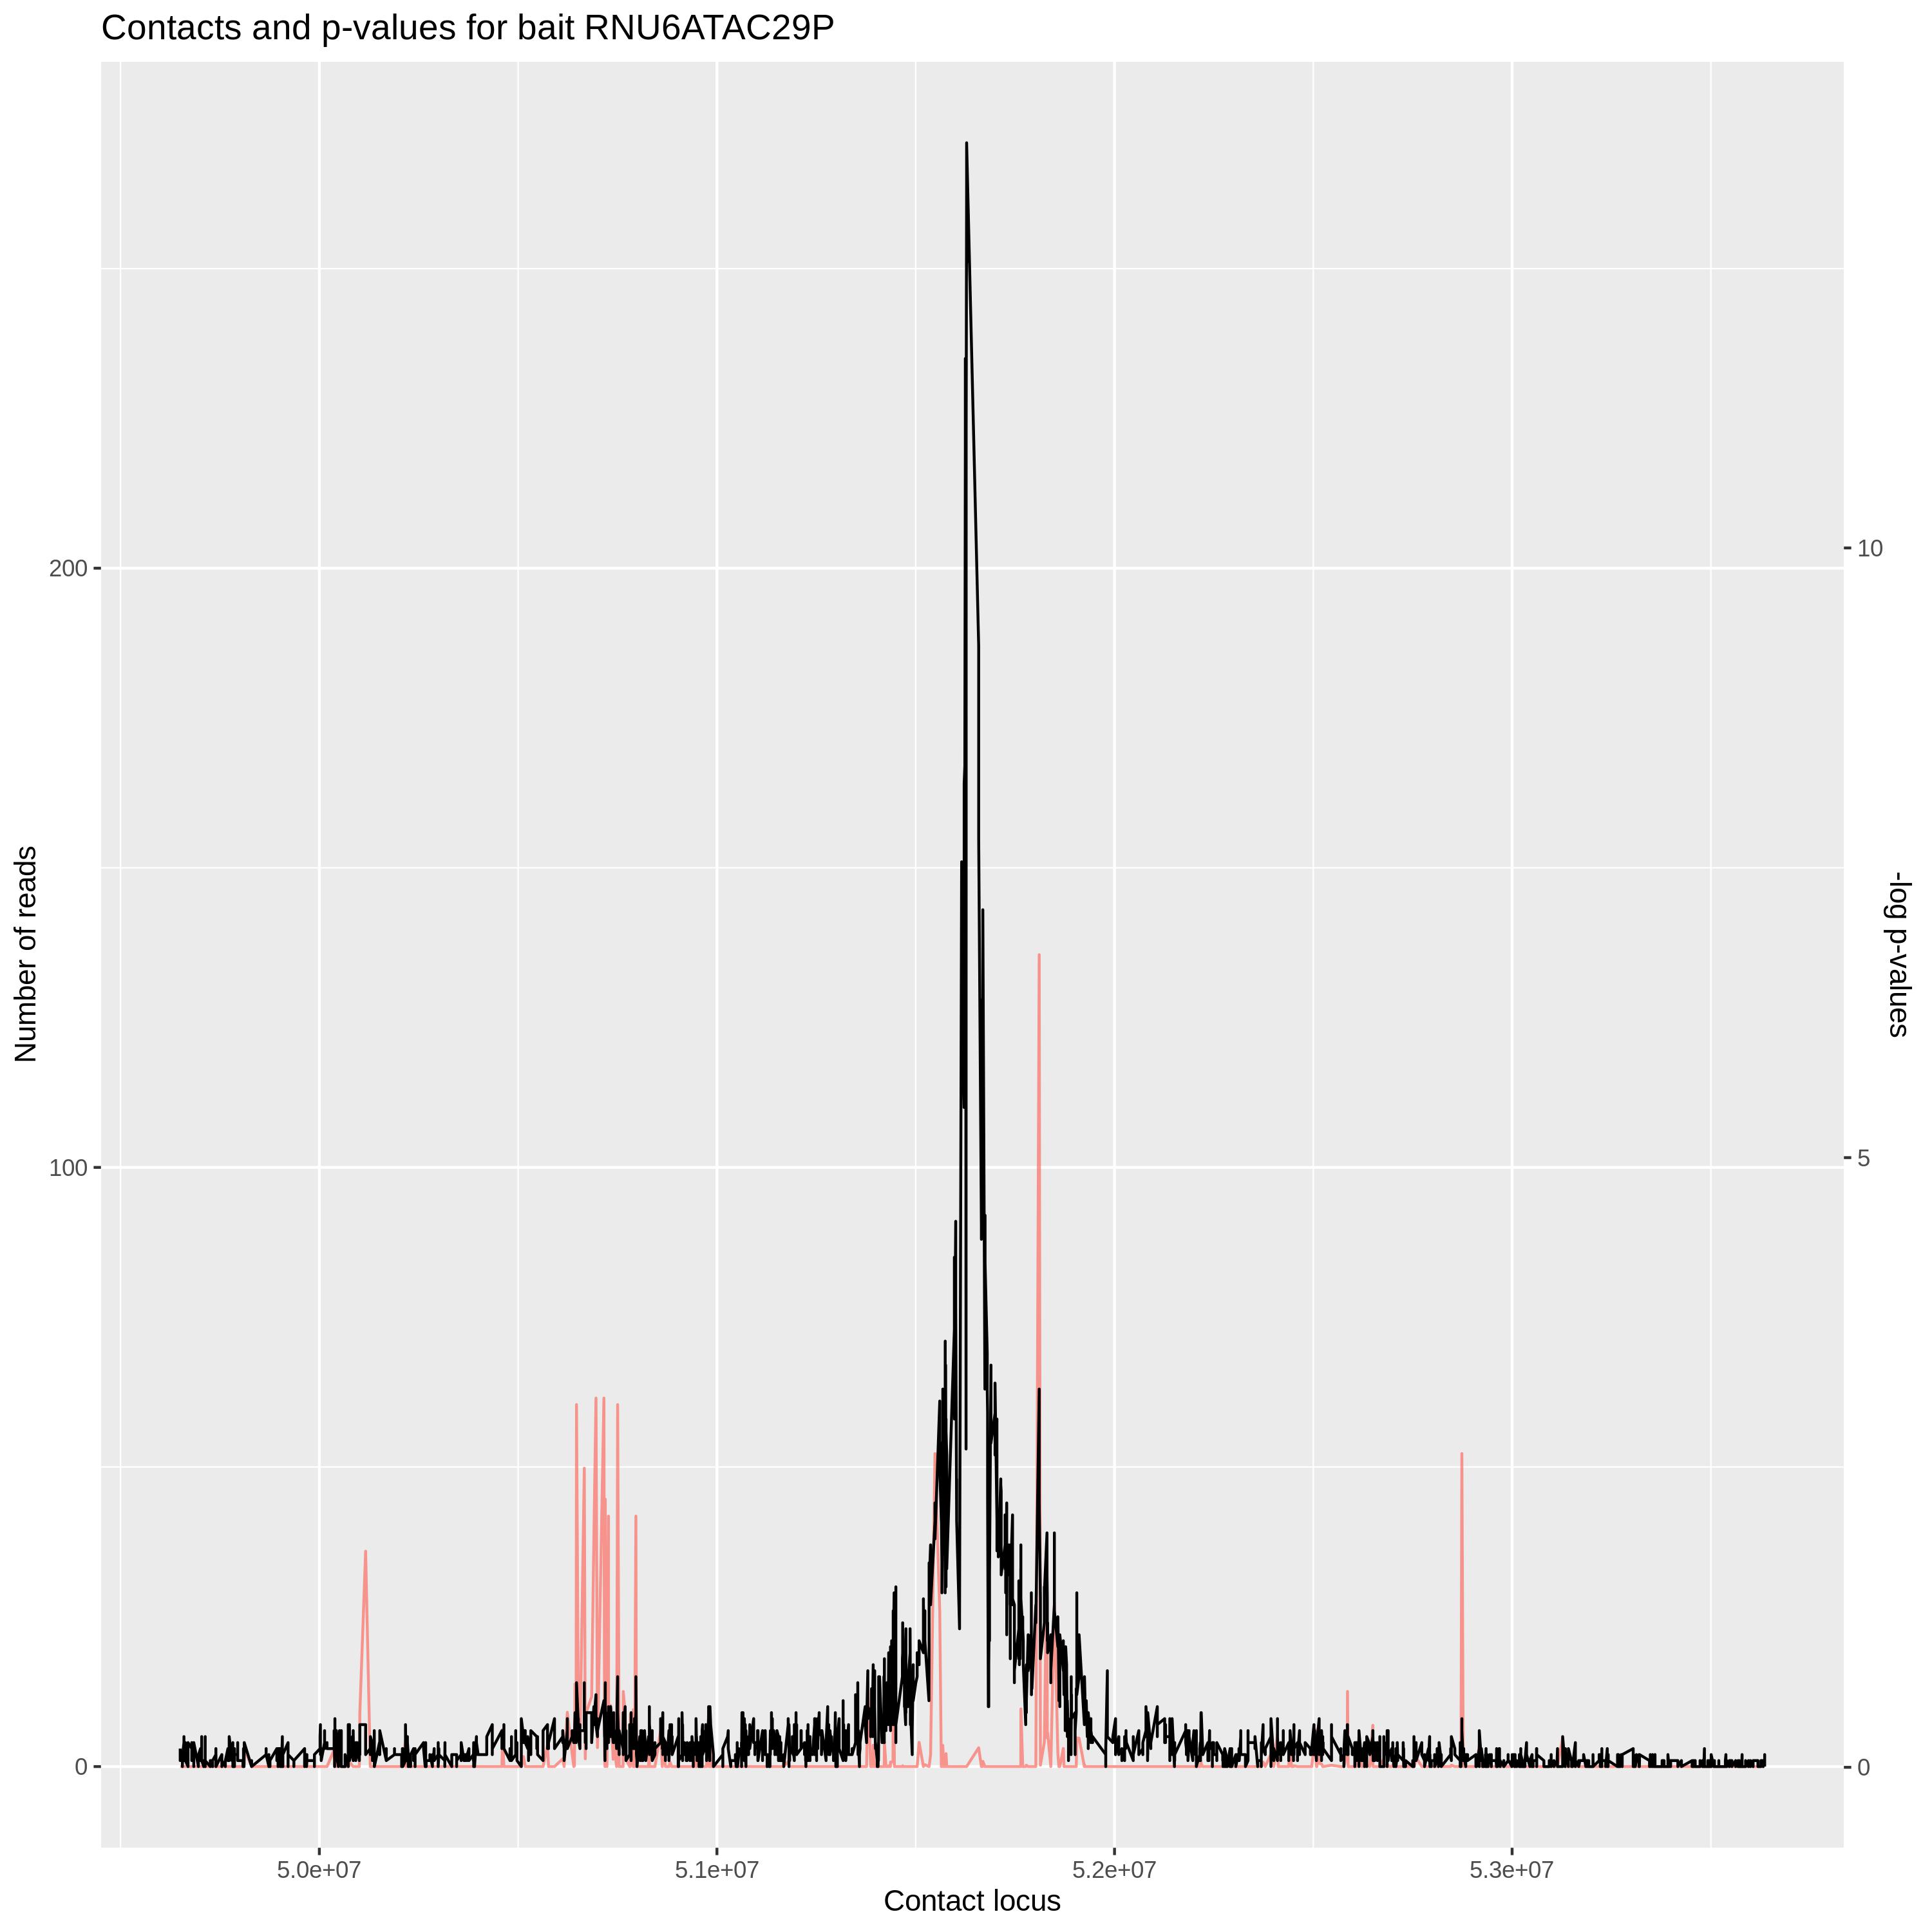 Contacts and p-values for bait RNU6ATAC29P
Number of reads
200
100
0
10
5
0
-log p-values
5.0e+07
5.1e+07
5.2e+07
5.3e+07
Contact locus